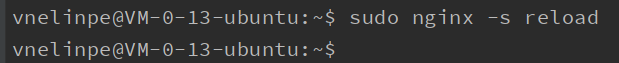 vnelinpe@VM-0-13-ubuntu:~$ sudo nginx -s reload
vnelinpe@VM-0-13-ubuntu:~$